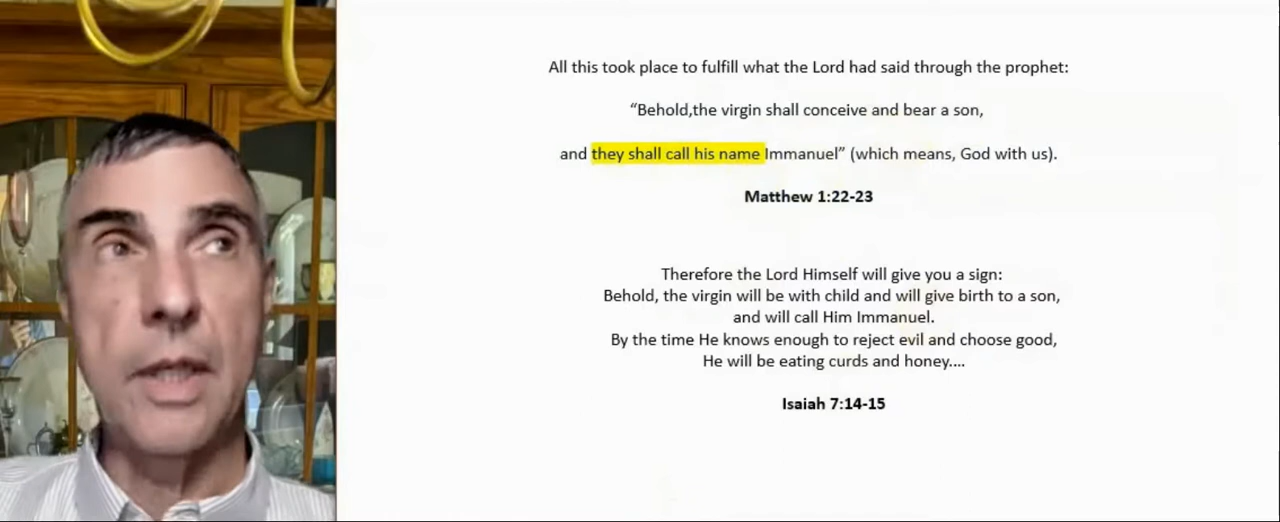 All this took place to fulfill what the Lord had said through the prophet:
“Behold,the virgin shall conceive and bear a son,
and they shall call his name Immanuel” (which means, God with us).
Matthew 1:22-23
Therefore the Lord Himself will give you a sign:
Behold, the virgin will be with child and will give birth to a son,
and will call Him Immanuel.
By the time He knows enough to reject evil and choose good,
He will be eating curds and honey....
Isaiah 7:14-15